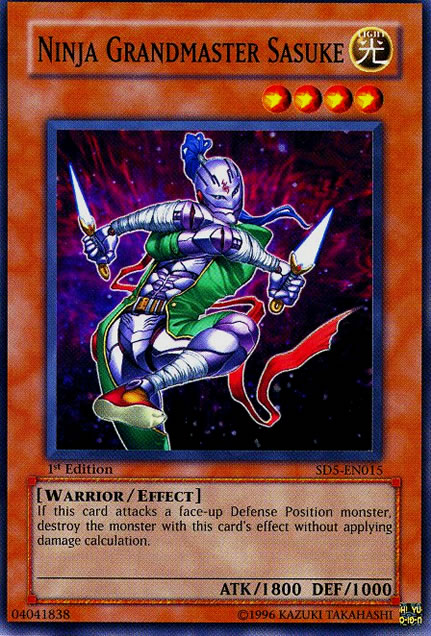 NINJA GRANDMASTER SASUKE
LIGHT
光
1st Edition
SD5-EN015
[WARRIOR/EFFECT]
If this card attacks a face-up Defense Position monster,
destroy the monster with this card's effect without applying
damage calculation.
ATK/1800 DEF/1000
04041838
©1996 KAZUKI TAKAHASHI